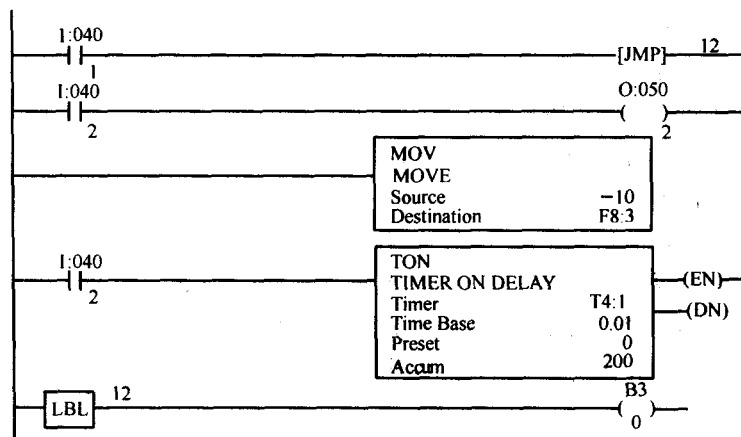 1:040
1
[JMP]
12
1:040
2
O:050
2
MOV
MOVE
Source −10
Destination F8:3
1:040
2
TON
TIMER ON DELAY
Timer T4:1
Time Base 0.01
Preset 0
Accum 200
(EN)
(DN)
LBL
12
B3
0